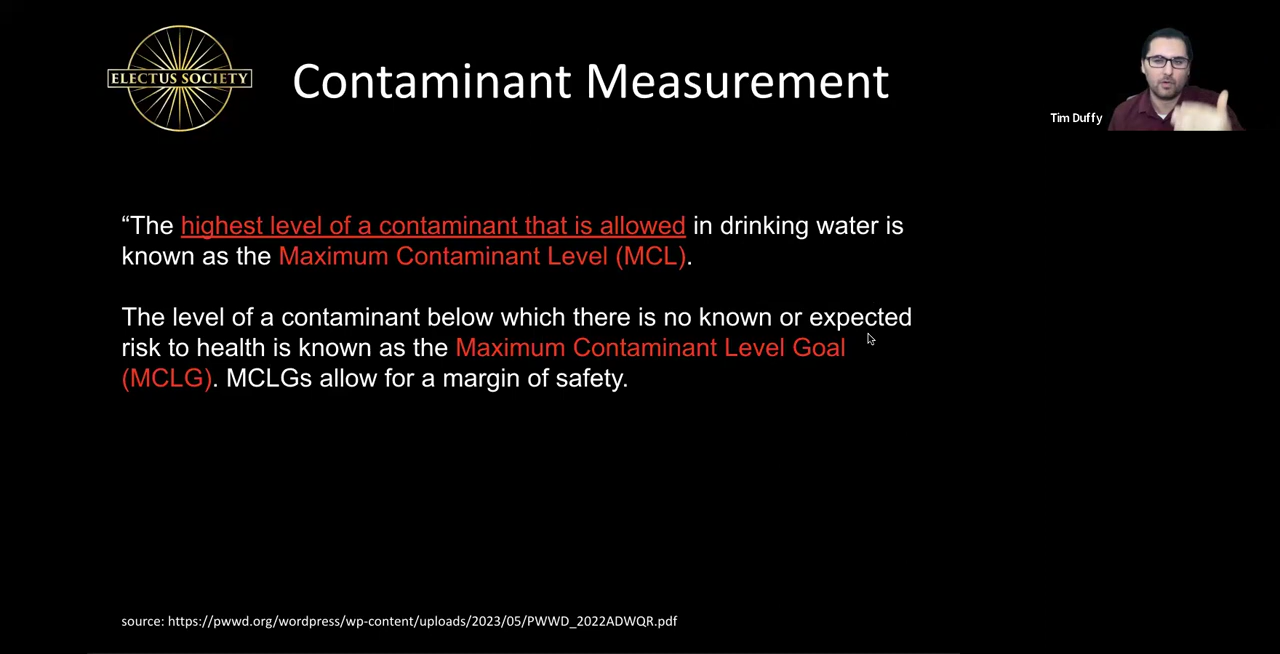 ELECTUS SOCIETY
Contaminant Measurement
Tim Duffy
“The highest level of a contaminant that is allowed in drinking water is
known as the Maximum Contaminant Level (MCL).
The level of a contaminant below which there is no known or expected
risk to health is known as the Maximum Contaminant Level Goal
(MCLG). MCLGs allow for a margin of safety.
source: https://pwwd.org/wordpress/wp-content/uploads/2023/05/PWWD_2022ADWQR.pdf